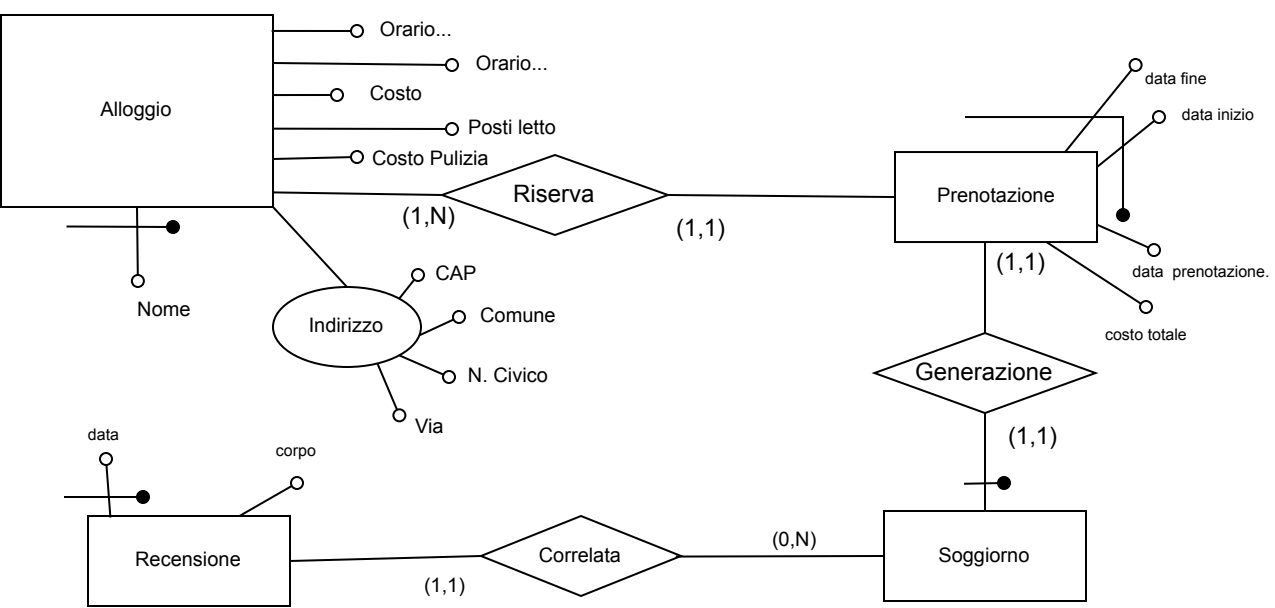 Orario...
Orario...
Alloggio
Costo
Posti letto
Costo Pulizia
data fine
data inizio
Riserva
Prenotazione
(1,N)
(1,1)
(1,1)
data prenotazione.
costo totale
Nome
CAP
Indirizzo
Comune
N. Civico
Via
Generazione
(1,1)
data
corpo
Recensione
(1,1)
Correlata
(0,N)
Soggiorno